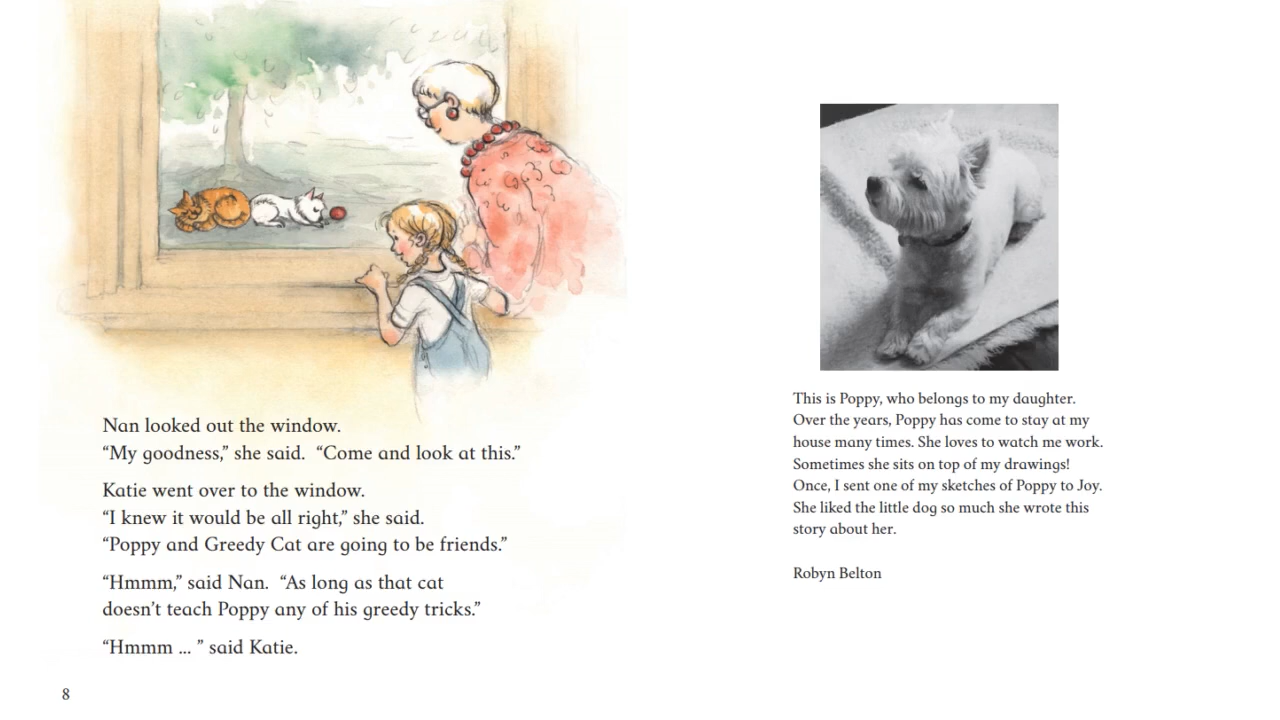 Nan looked out the window.
“My goodness,” she said.  “Come and look at this.”
Katie went over to the window.
“I knew it would be all right,” she said.
“Poppy and Greedy Cat are going to be friends.”
“Hmmm,” said Nan.  “As long as that cat
doesn’t teach Poppy any of his greedy tricks.”
“Hmmm ... ” said Katie.
8
This is Poppy, who belongs to my daughter.
Over the years, Poppy has come to stay at my
house many times. She loves to watch me work.
Sometimes she sits on top of my drawings!
Once, I sent one of my sketches of Poppy to Joy.
She liked the little dog so much she wrote this
story about her.
Robyn Belton